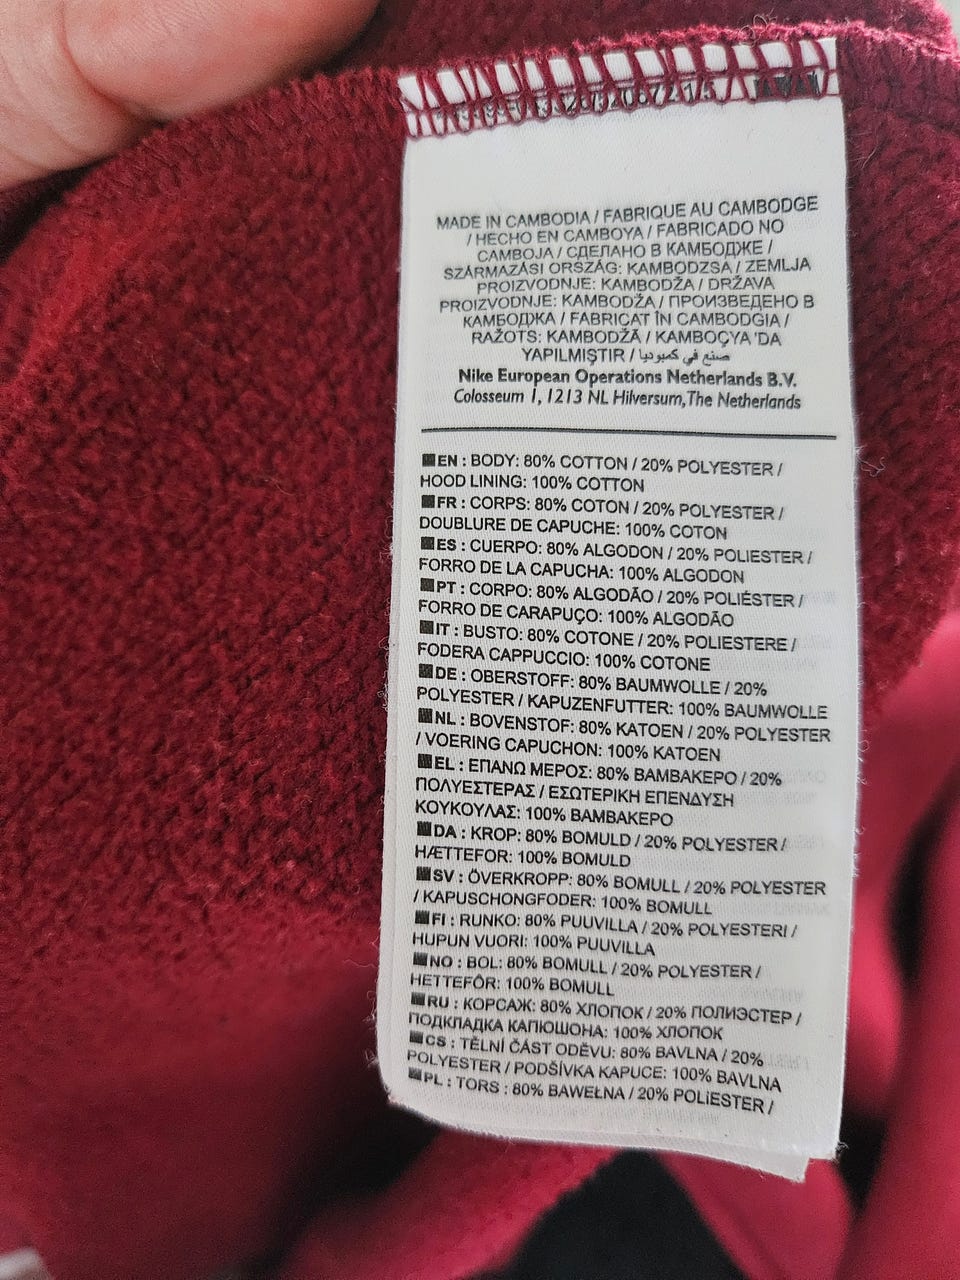 MADE IN CAMBODIA / FABRIQUE AU CAMBODGE
/ HECHO EN CAMBOYA / FABRICADO NO
CAMBOJA / СДЕЛАНО В КАМБОДЖЕ /
SZÁRMAZÁSI ORSZÁG: KAMBODZSA / ZEMLJA
PROIZVODNJE: KAMBODŽA / DRŽAVA
PROIZVODNJE: KAMBODŽA / ПРОИЗВЕДЕНО В
КАМБОДЖА / FABRICAT ÎN CAMBODGIA /
RAŽOTS: KAMBODŽĀ / KAMBOÇYA 'DA
YAPILMIŞTIR / صنع في كمبوديا
Nike European Operations Netherlands B.V.
Colosseum 1, 1213 NL Hilversum, The Netherlands
EN : BODY: 80% COTTON / 20% POLYESTER /
HOOD LINING: 100% COTTON
FR : CORPS: 80% COTON / 20% POLYESTER /
DOUBLURE DE CAPUCHE: 100% COTON
ES : CUERPO: 80% ALGODON / 20% POLIESTER /
FORRO DE LA CAPUCHA: 100% ALGODON
PT : CORPO: 80% ALGODÃO / 20% POLIÉSTER /
FORRO DE CARAPUÇO: 100% ALGODÃO
IT : BUSTO: 80% COTONE / 20% POLIESTERE /
FODERA CAPPUCCIO: 100% COTONE
DE : OBERSTOFF: 80% BAUMWOLLE / 20%
POLYESTER / KAPUZENFUTTER: 100% BAUMWOLLE
NL : BOVENSTOF: 80% KATOEN / 20% POLYESTER
/ VOERING CAPUCHON: 100% KATOEN
EL : ΕΠΑΝΩ ΜΕΡΟΣ: 80% ΒΑΜΒΑΚΕΡΟ / 20%
ΠΟΛΥΕΣΤΕΡΑΣ / ΕΣΩΤΕΡΙΚΗ ΕΠΕΝΔΥΣΗ
ΚΟΥΚΟΥΛΑΣ: 100% ΒΑΜΒΑΚΕΡΟ
DA : KROP: 80% BOMULD / 20% POLYESTER /
HÆTTEFOR: 100% BOMULD
SV : ÖVERKROPP: 80% BOMULL / 20% POLYESTER
/ KAPUSCHONGFODER: 100% BOMULL
FI : RUNKO: 80% PUUVILLA / 20% POLYESTERI /
HUPUN VUORI: 100% PUUVILLA
NO : BOL: 80% BOMULL / 20% POLYESTER /
HETTEFÔR: 100% BOMULL
RU : КОРСАЖ: 80% ХЛОПОК / 20% ПОЛИЭСТЕР /
ПОДКЛАДКА КАПЮШОНА: 100% ХЛОПОК
CS : TĚLNÍ ČÁST ODĚVU: 80% BAVLNA / 20%
POLYESTER / PODŠÍVKA KAPUCE: 100% BAVLNA
PL : TORS : 80% BAWEŁNA / 20% POLiESTER /